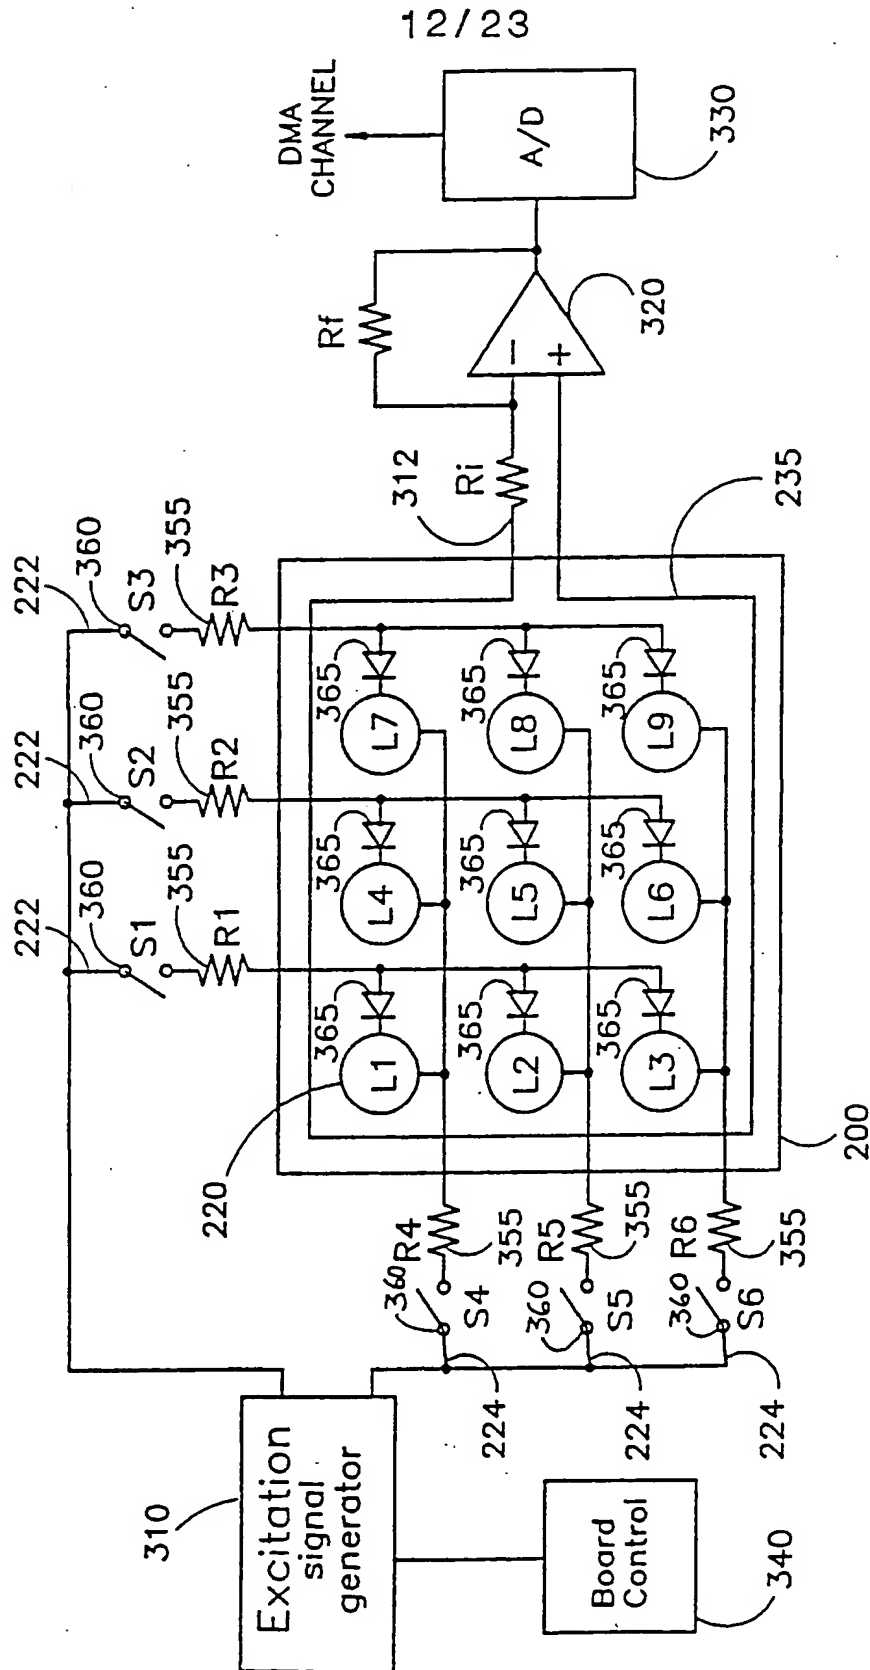 12/23
DMA
CHANNEL
A/D
330
Rf
320
312
Ri
235
222
360
S3
355
R3
222
360
S2
355
R2
222
360
S1
355
R1
365
L7
365
L8
365
L9
365
L4
365
L5
365
L6
365
L1
365
L2
365
L3
220
200
R4
355
360
S4
224
R5
355
360
S5
224
R6
355
360
S6
224
310
Excitation
signal
generator
Board
Control
340